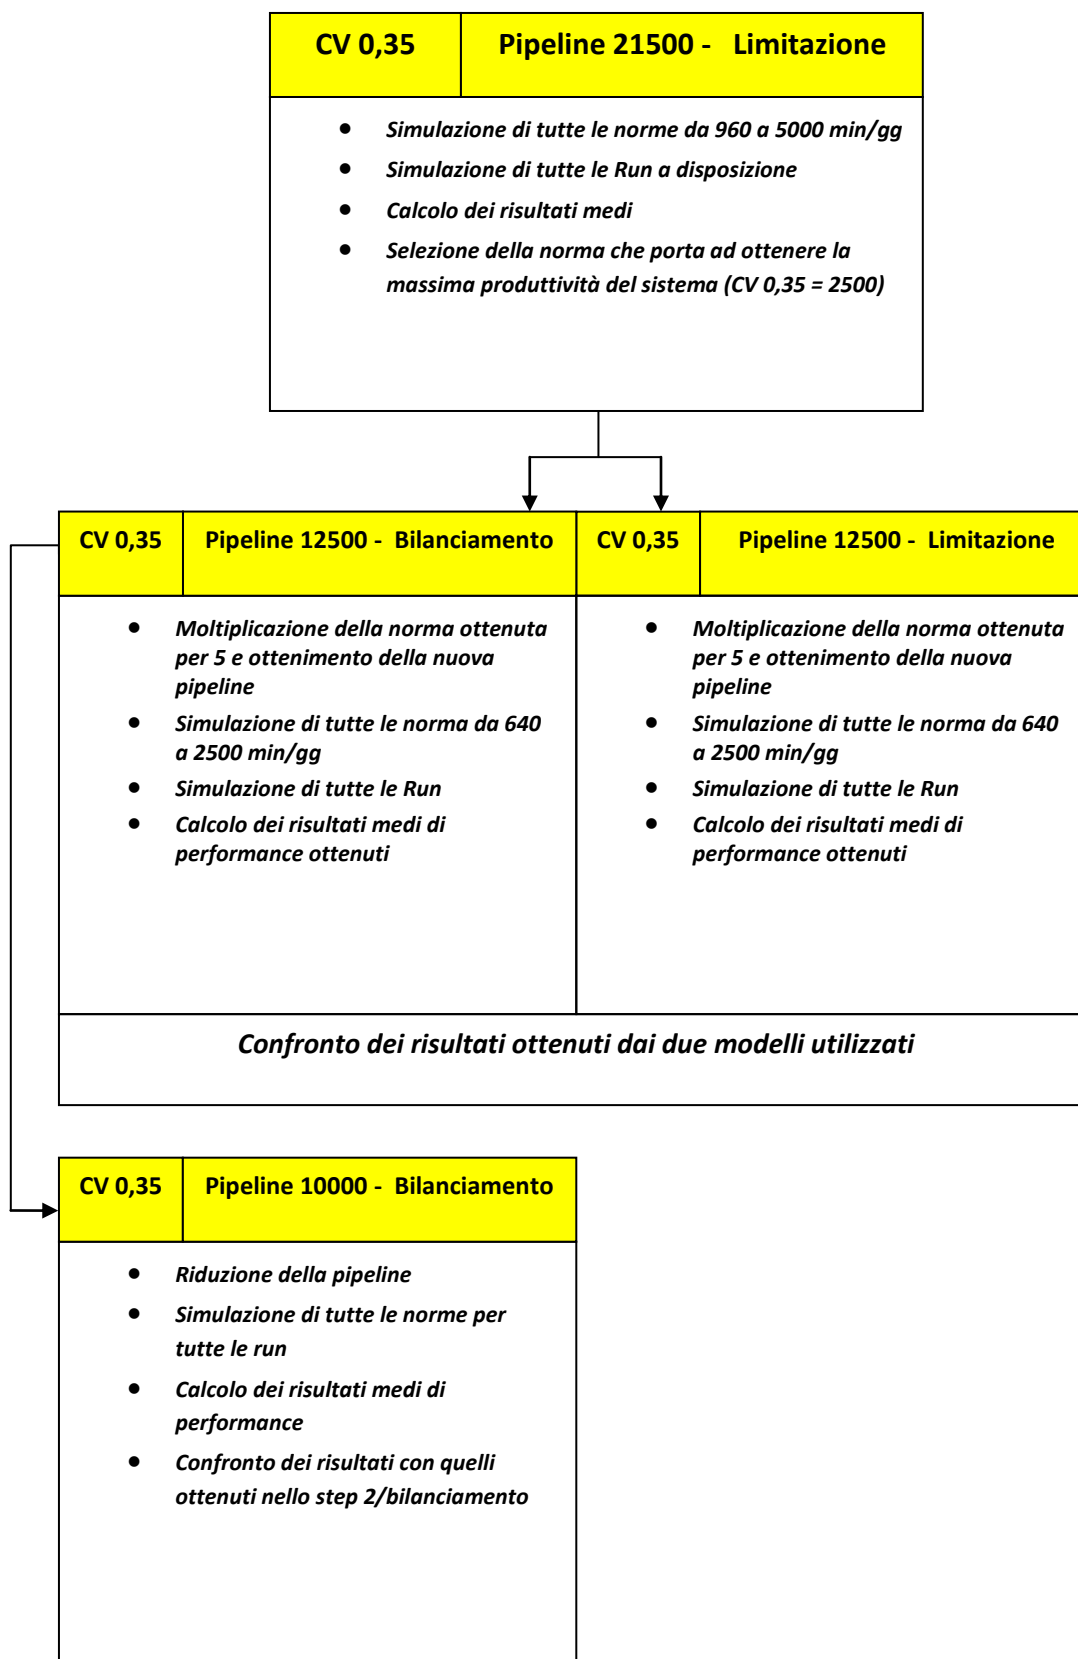 CV 0,35 Pipeline 21500 - Limitazione
• Simulazione di tutte le norme da 960 a 5000 min/gg
• Simulazione di tutte le Run a disposizione
• Calcolo dei risultati medi
• Selezione della norma che porta ad ottenere la
massima produttività del sistema (CV 0,35 = 2500)
CV 0,35 Pipeline 12500 - Bilanciamento
• Moltiplicazione della norma ottenuta
per 5 e ottenimento della nuova
pipeline
• Simulazione di tutte le norma da 640
a 2500 min/gg
• Simulazione di tutte le Run
• Calcolo dei risultati medi di
performance ottenuti
CV 0,35 Pipeline 12500 - Limitazione
• Moltiplicazione della norma ottenuta
per 5 e ottenimento della nuova
pipeline
• Simulazione di tutte le norma da 640
a 2500 min/gg
• Simulazione di tutte le Run
• Calcolo dei risultati medi di
performance ottenuti
Confronto dei risultati ottenuti dai due modelli utilizzati
CV 0,35 Pipeline 10000 - Bilanciamento
• Riduzione della pipeline
• Simulazione di tutte le norme per
tutte le run
• Calcolo dei risultati medi di
performance
• Confronto dei risultati con quelli
ottenuti nello step 2/bilanciamento